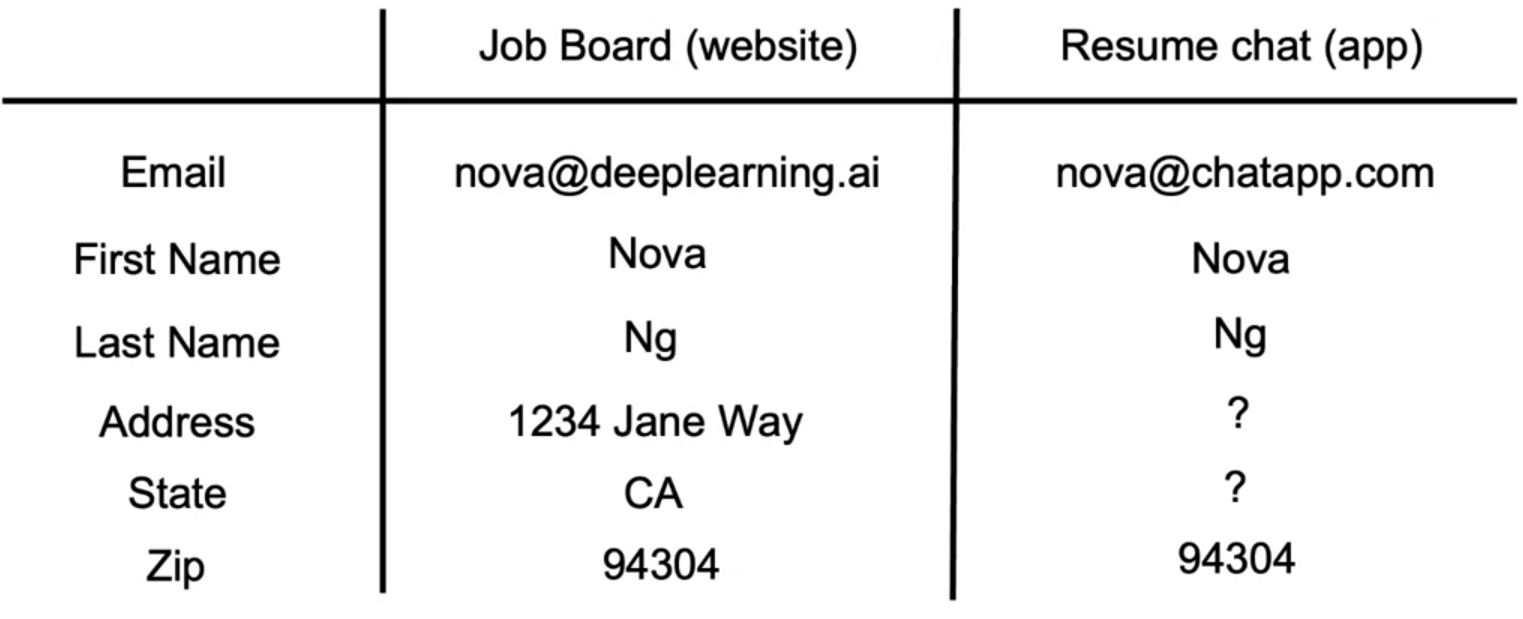 Job Board (website) Resume chat (app)
Email nova@deeplearning.ai nova@chatapp.com
First Name Nova Nova
Last Name Ng Ng
Address 1234 Jane Way ?
State CA ?
Zip 94304 94304